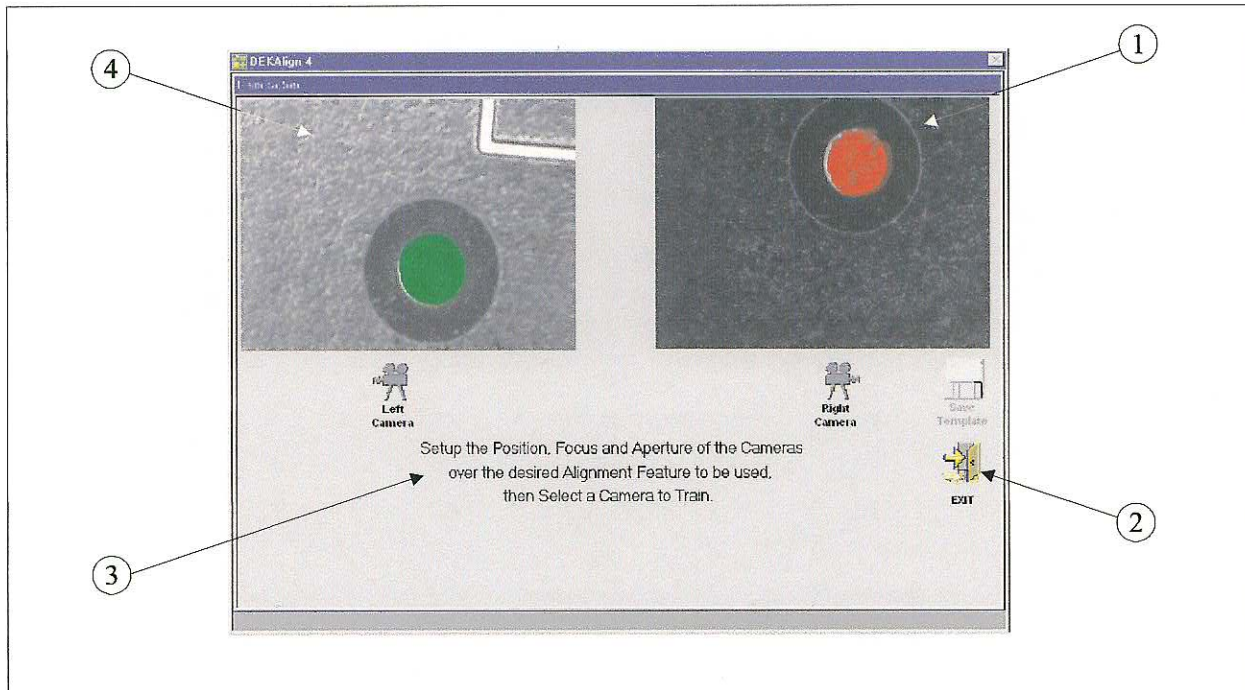 1
4
DEKAlign 4
Left
Camera
Right
Camera
Save
Template
Setup the Position, Focus and Aperture of the Cameras
over the desired Alignment Feature to be used,
then Select a Camera to Train.
EXIT
2
3